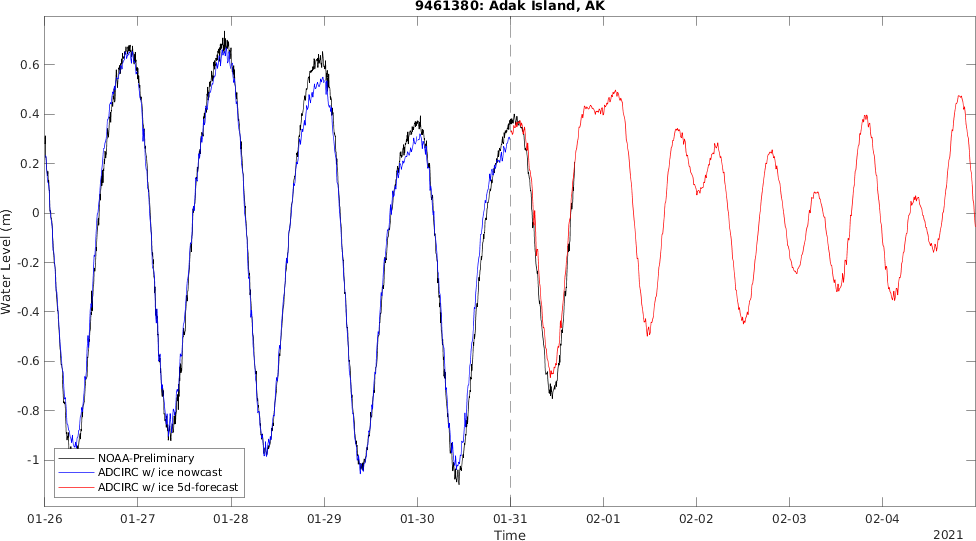 9461380: Adak Island, AK
Water Level (m)
0.6
0.4
0.2
0
-0.2
-0.4
-0.6
-0.8
-1
NOAA-Preliminary
ADCIRC w/ ice nowcast
ADCIRC w/ ice 5d-forecast
01-26 01-27 01-28 01-29 01-30 01-31 02-01 02-02 02-03 02-04
Time
2021